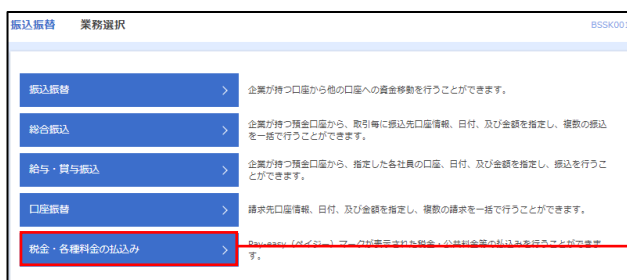 振込振替 業務選択 BSSK001
振込振替 企業が持つ口座から他の口座への資金移動を行うことができます。
総合振込 企業が持つ預金口座から、取引毎に振込先口座情報、日付、及び金額を指定し、複数の振込
を一括で行うことができます。
給与・賞与振込 企業が持つ預金口座から、指定した各社員の口座、日付、及び金額を指定し、振込を行うこ
とができます。
口座振替 請求先口座情報、日付、及び金額を指定し、複数の請求を一括で行うことができます。
税金・各種料金の払込み Pay-easy（ペイジー）マークが表示された税金・公共料金等の払込みを行うことができま
す。